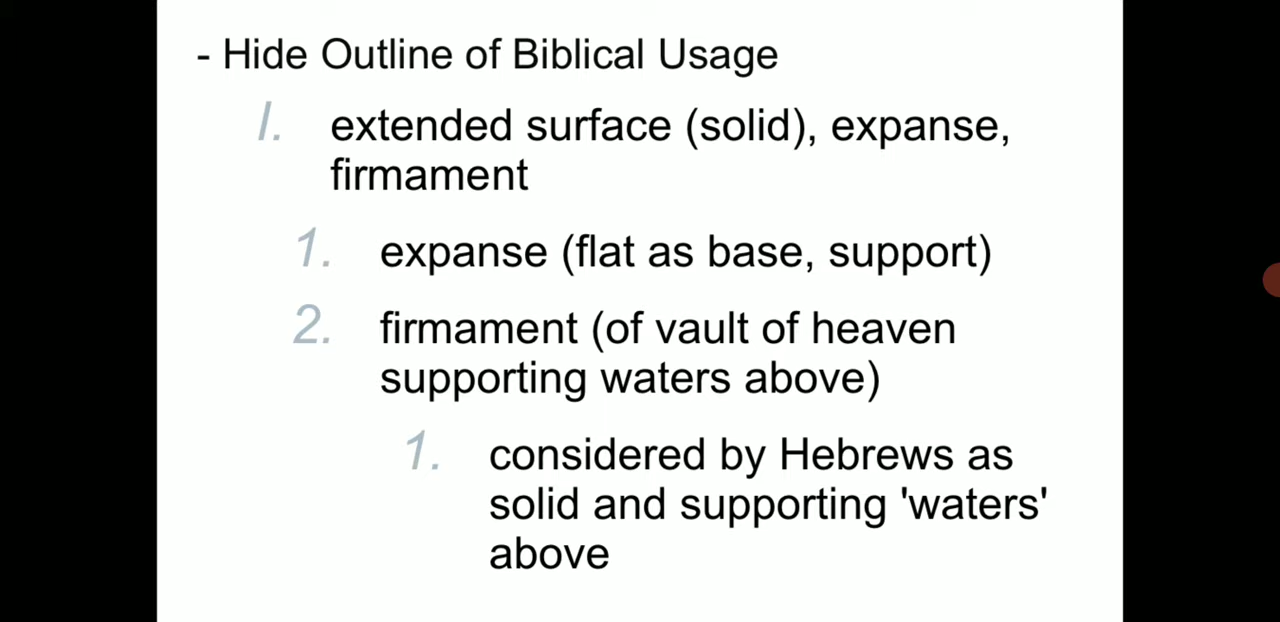 - Hide Outline of Biblical Usage
I. extended surface (solid), expanse,
firmament
1. expanse (flat as base, support)
2. firmament (of vault of heaven
supporting waters above)
1. considered by Hebrews as
solid and supporting 'waters'
above